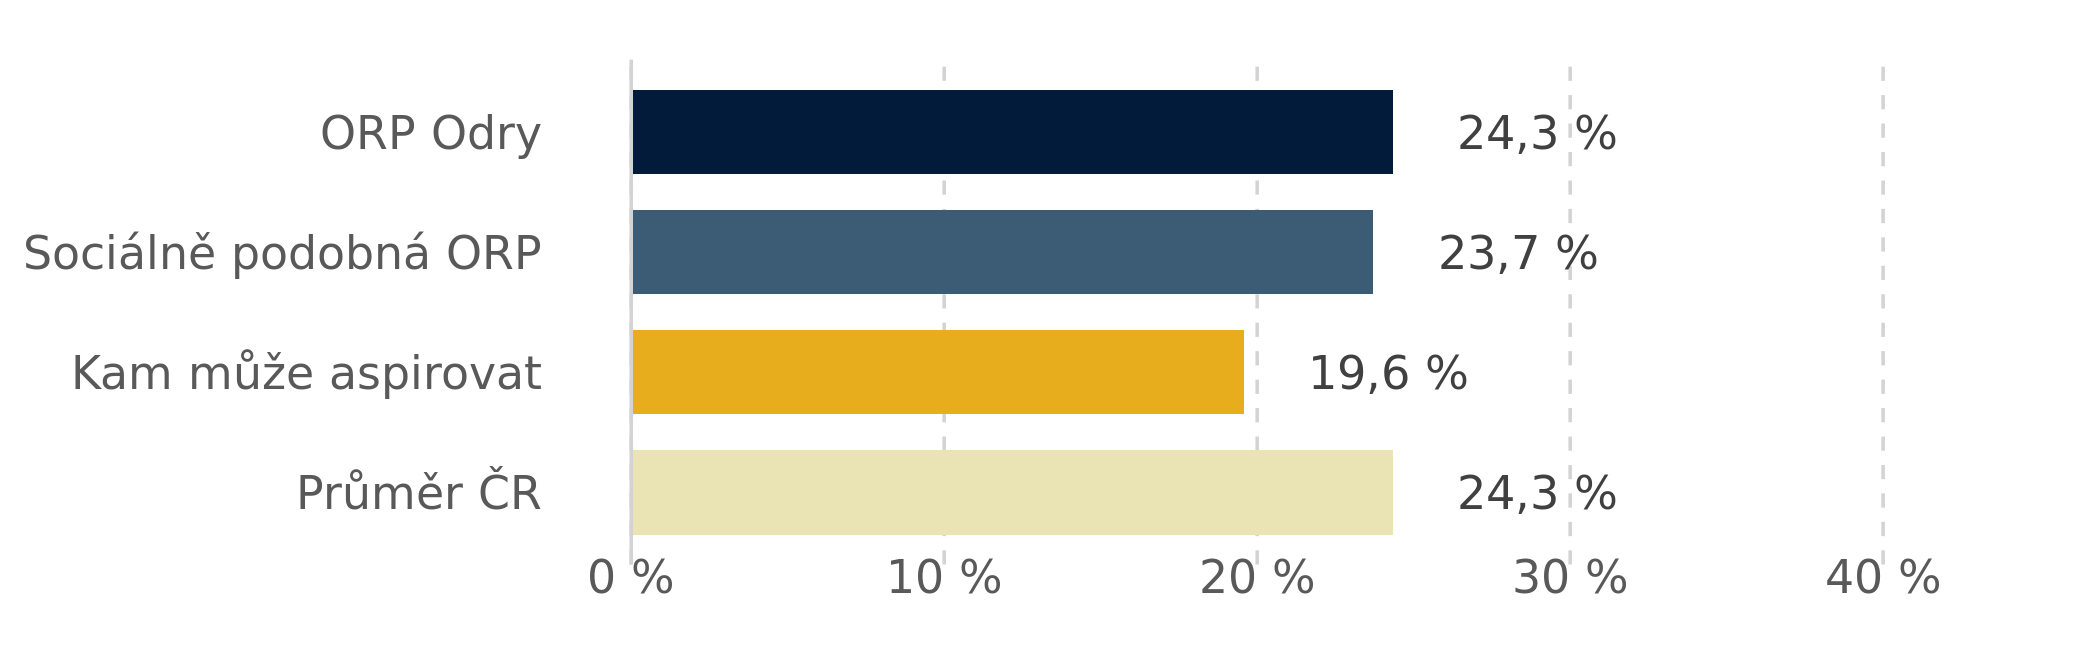 ORP Odry 24,3 %
Sociálně podobná ORP 23,7 %
Kam může aspirovat 19,6 %
Průměr ČR 24,3 %
0 % 10 % 20 % 30 % 40 %